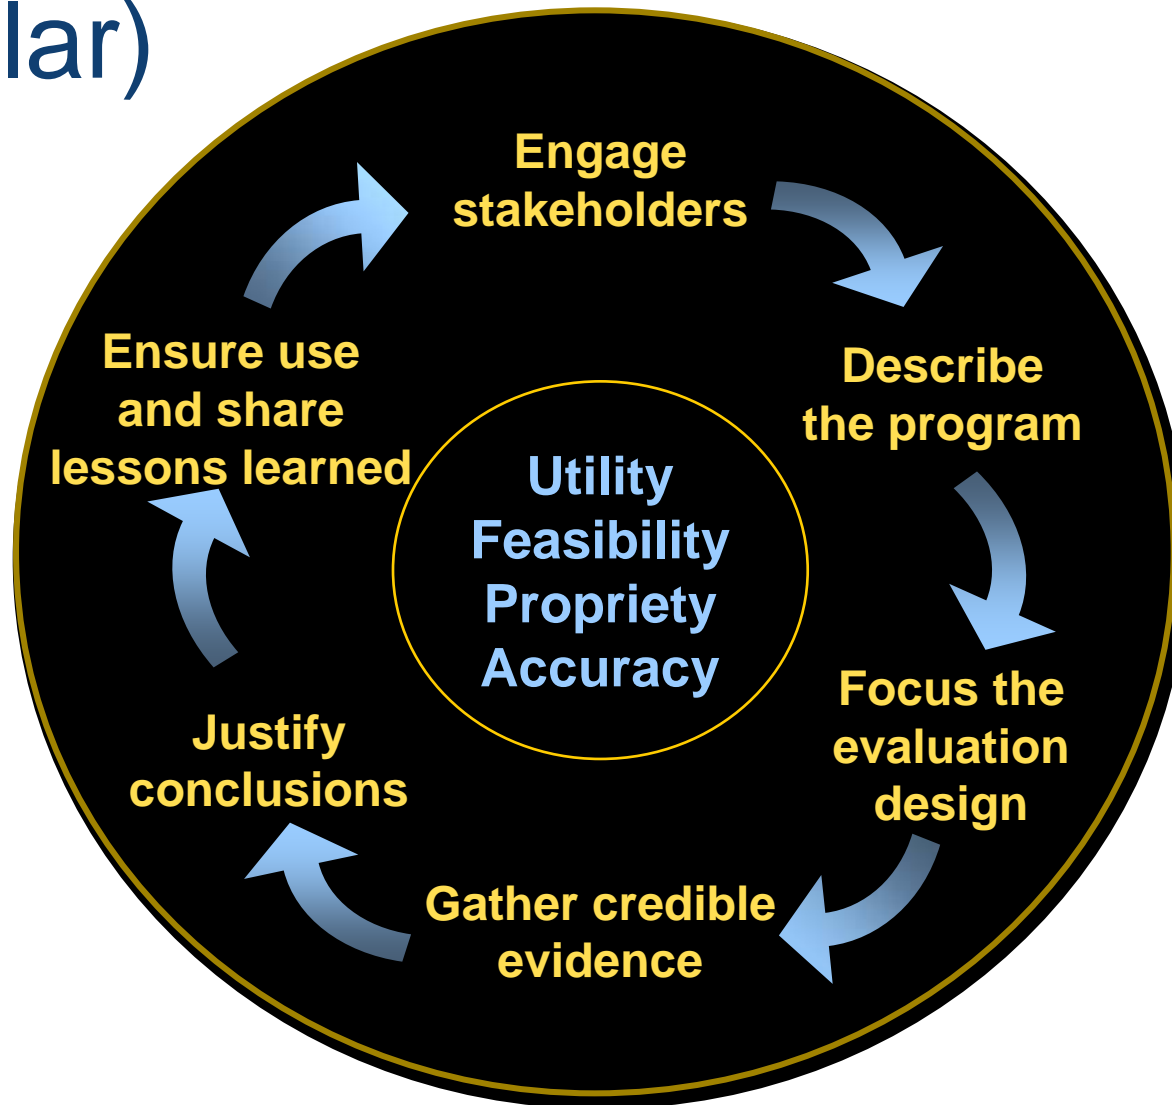 lar)
Engage
stakeholders
Describe
the program
Focus the
evaluation
design
Gather credible
evidence
Justify
conclusions
Ensure use
and share
lessons learned
Utility
Feasibility
Propriety
Accuracy